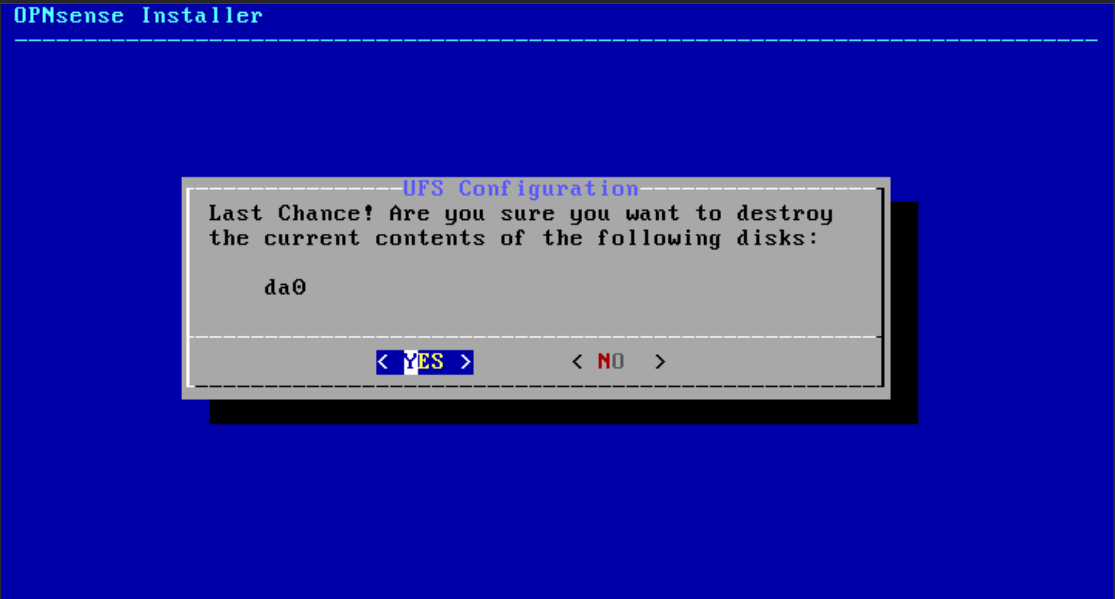 OPNsense Installer
UFS Configuration
Last Chance! Are you sure you want to destroy
the current contents of the following disks:
da0
< YES > < NO >